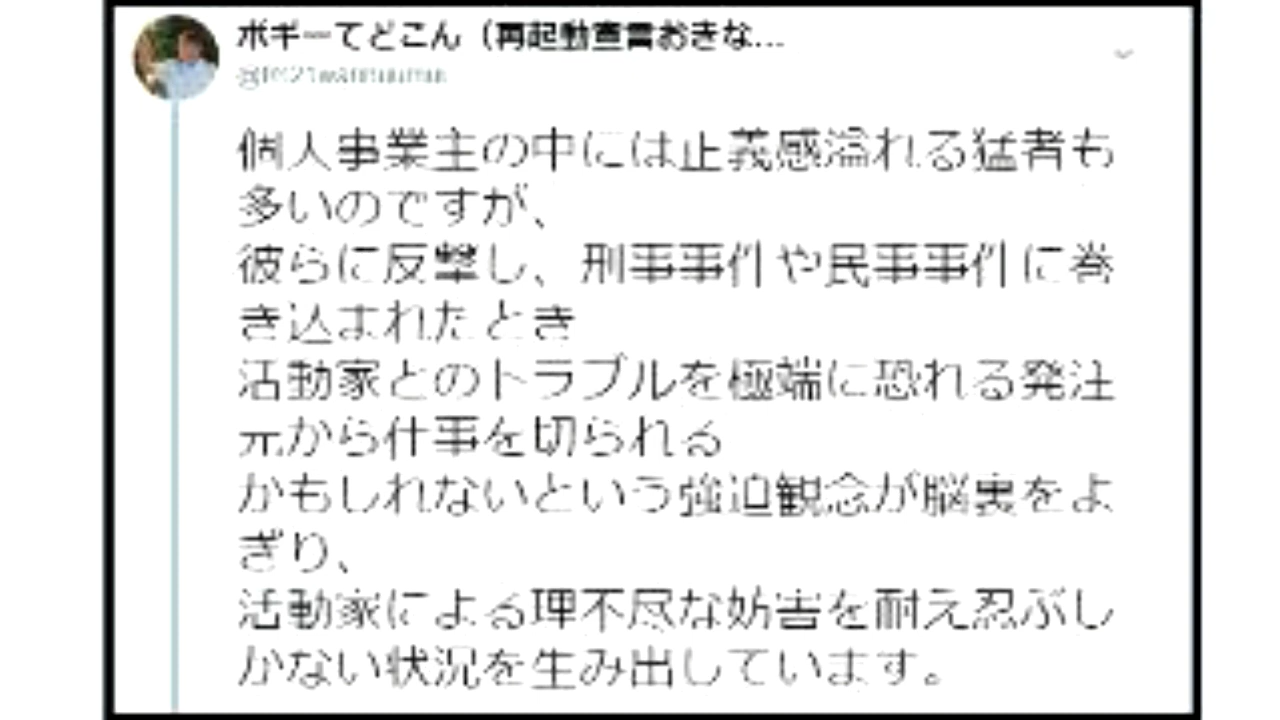 ボギーてどこん（再起動宣言おきな...
個人事業主の中には正義感溢れる猛者も
多いのですが、
彼らに反撃し、刑事事件や民事事件に巻
き込まれたとき
活動家とのトラブルを極端に恐れる発注
元から仕事を切られる
かもしれないという強迫観念が脳裏をよ
ぎり、
活動家による理不尽な妨害を耐え忍ぶし
かない状況を生み出しています。